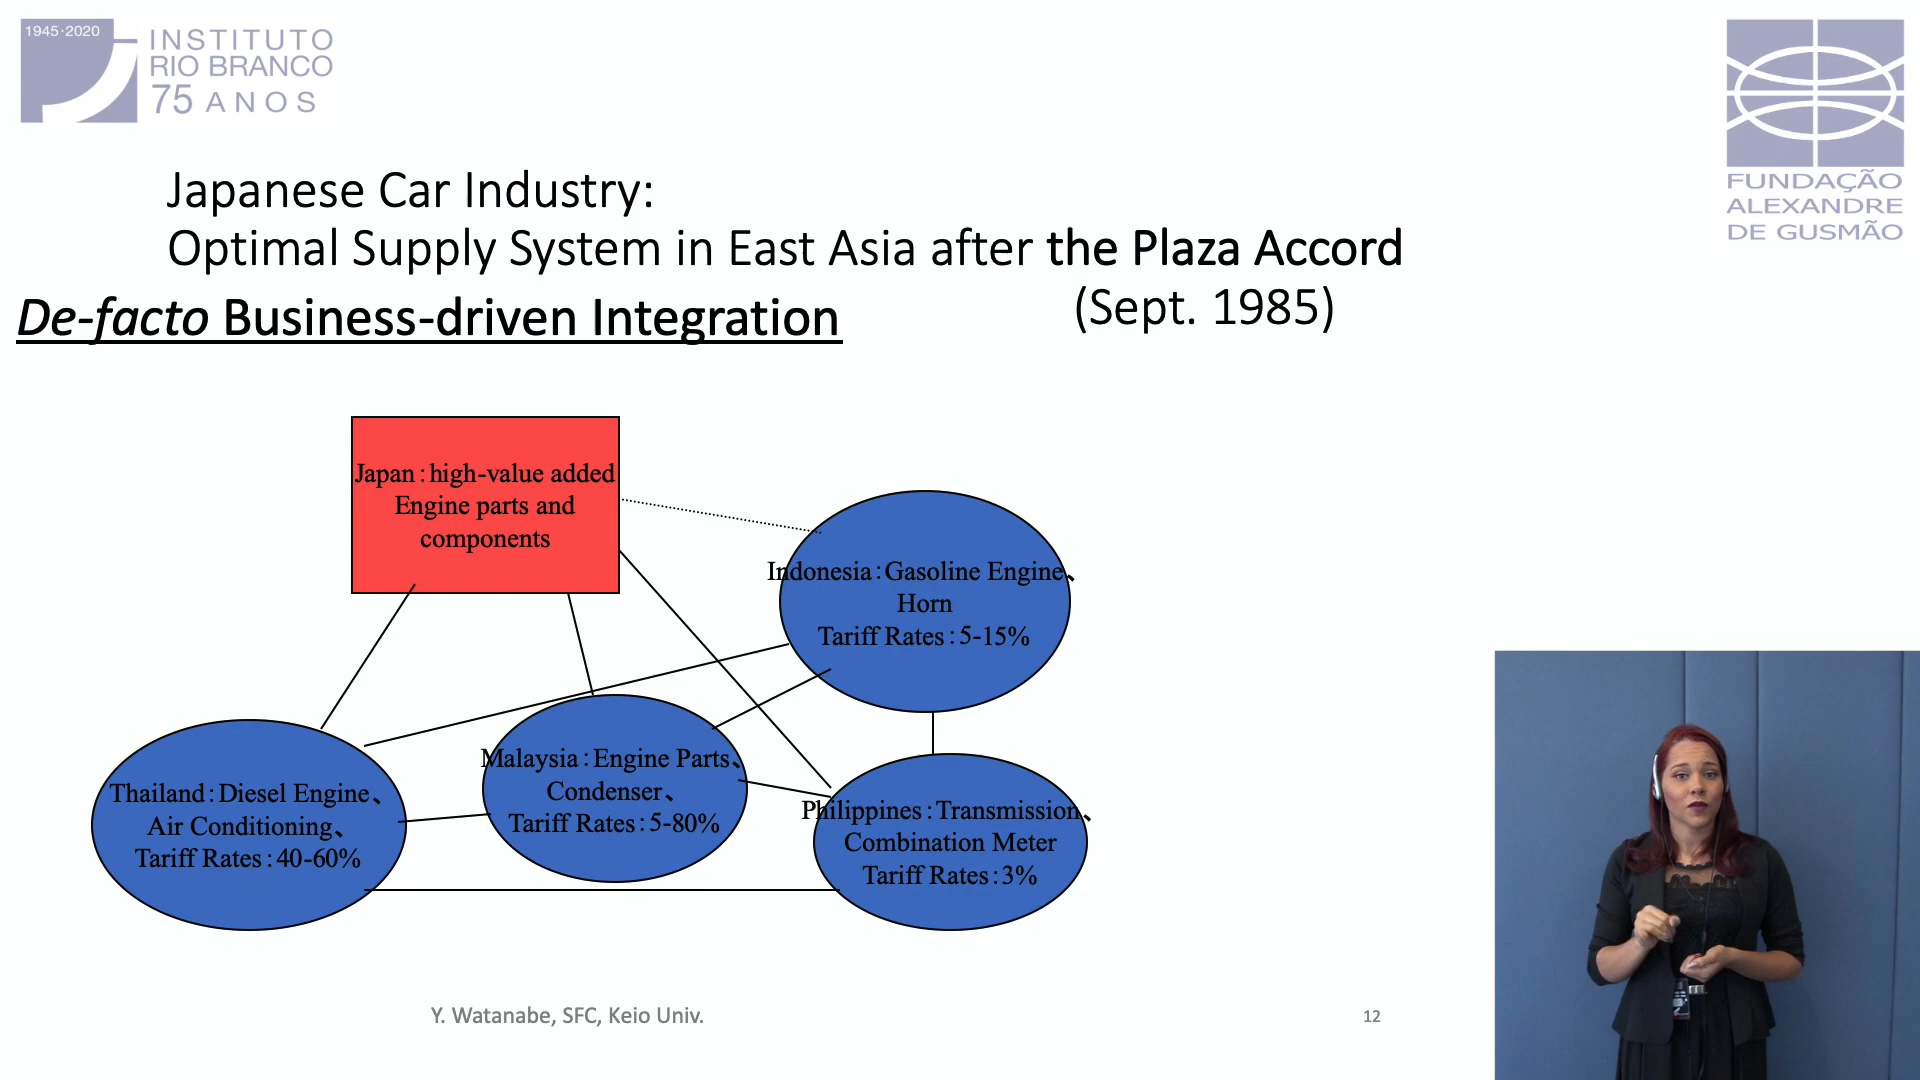 1945·2020
INSTITUTO
RIO BRANCO
75 ANOS
FUNDAÇÃO
ALEXANDRE
DE GUSMÃO
Japanese Car Industry:
Optimal Supply System in East Asia after the Plaza Accord
(Sept. 1985)
De-facto Business-driven Integration
Japan：high-value added
Engine parts and
components
Indonesia：Gasoline Engine、
Horn
Tariff Rates：5-15%
Malaysia：Engine Parts、
Condenser、
Tariff Rates：5-80%
Thailand：Diesel Engine、
Air Conditioning、
Tariff Rates：40-60%
Philippines：Transmission、
Combination Meter
Tariff Rates：3%
Y. Watanabe, SFC, Keio Univ.
12